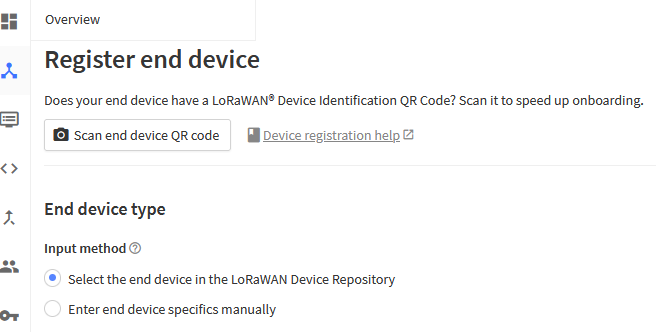 Overview
Register end device
Does your end device have a LoRaWAN® Device Identification QR Code? Scan it to speed up onboarding.
Scan end device QR code Device registration help
End device type
Input method
Select the end device in the LoRaWAN Device Repository
Enter end device specifics manually